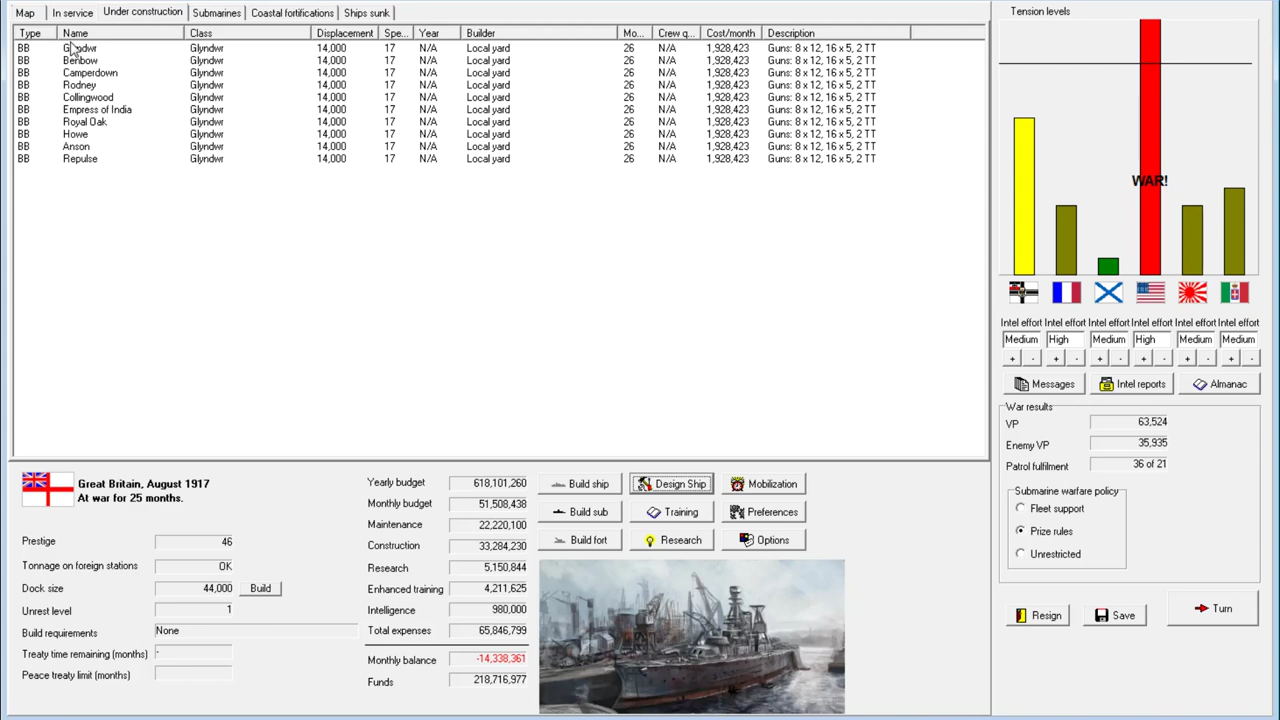 Map In service Under construction Submarines Coastal fortifications Ships sunk
Type Name Class Displacement Spe... Year Builder Mo... Crew q... Cost/month Description
BB Glyndwr 14,000 17 N/A Local yard 26 N/A 1,928,423 Guns: 8 x 12, 16 x 5, 2 TT
BB Benbow Glyndwr 14,000 17 N/A Local yard 26 N/A 1,928,423 Guns: 8 x 12, 16 x 5, 2 TT
BB Camperdown Glyndwr 14,000 17 N/A Local yard 26 N/A 1,928,423 Guns: 8 x 12, 16 x 5, 2 TT
BB Rodney Glyndwr 14,000 17 N/A Local yard 26 N/A 1,928,423 Guns: 8 x 12, 16 x 5, 2 TT
BB Collingwood Glyndwr 14,000 17 N/A Local yard 26 N/A 1,928,423 Guns: 8 x 12, 16 x 5, 2 TT
BB Empress of India Glyndwr 14,000 17 N/A Local yard 26 N/A 1,928,423 Guns: 8 x 12, 16 x 5, 2 TT
BB Royal Oak Glyndwr 14,000 17 N/A Local yard 26 N/A 1,928,423 Guns: 8 x 12, 16 x 5, 2 TT
BB Howe Glyndwr 14,000 17 N/A Local yard 26 N/A 1,928,423 Guns: 8 x 12, 16 x 5, 2 TT
BB Anson Glyndwr 14,000 17 N/A Local yard 26 N/A 1,928,423 Guns: 8 x 12, 16 x 5, 2 TT
BB Repulse Glyndwr 14,000 17 N/A Local yard 26 N/A 1,928,423 Guns: 8 x 12, 16 x 5, 2 TT
Tension levels
WAR!
Intel effort Intel effort Intel effort Intel effort Intel effort Intel effort
Medium High Medium High Medium Medium
+ - + - + - + - + - + -
Messages Intel reports Almanac
War results
VP 63,524
Enemy VP 35,935
Patrol fulfilment 36 of 21
Submarine warfare policy
Fleet support
Prize rules
Unrestricted
Resign Save Turn
Great Britain, August 1917
At war for 25 months.
Prestige 46
Tonnage on foreign stations OK
Dock size 44,000 Build
Unrest level 1
Build requirements None
Treaty time remaining (months) -
Peace treaty limit (months)
Yearly budget 618,101,260
Monthly budget 51,508,438
Maintenance 22,220,100
Construction 33,284,230
Research 5,150,844
Enhanced training 4,211,625
Intelligence 980,000
Total expenses 65,846,799
Monthly balance -14,338,361
Funds 218,716,977
Build ship Design Ship Mobilization
Build sub Training Preferences
Build fort Research Options